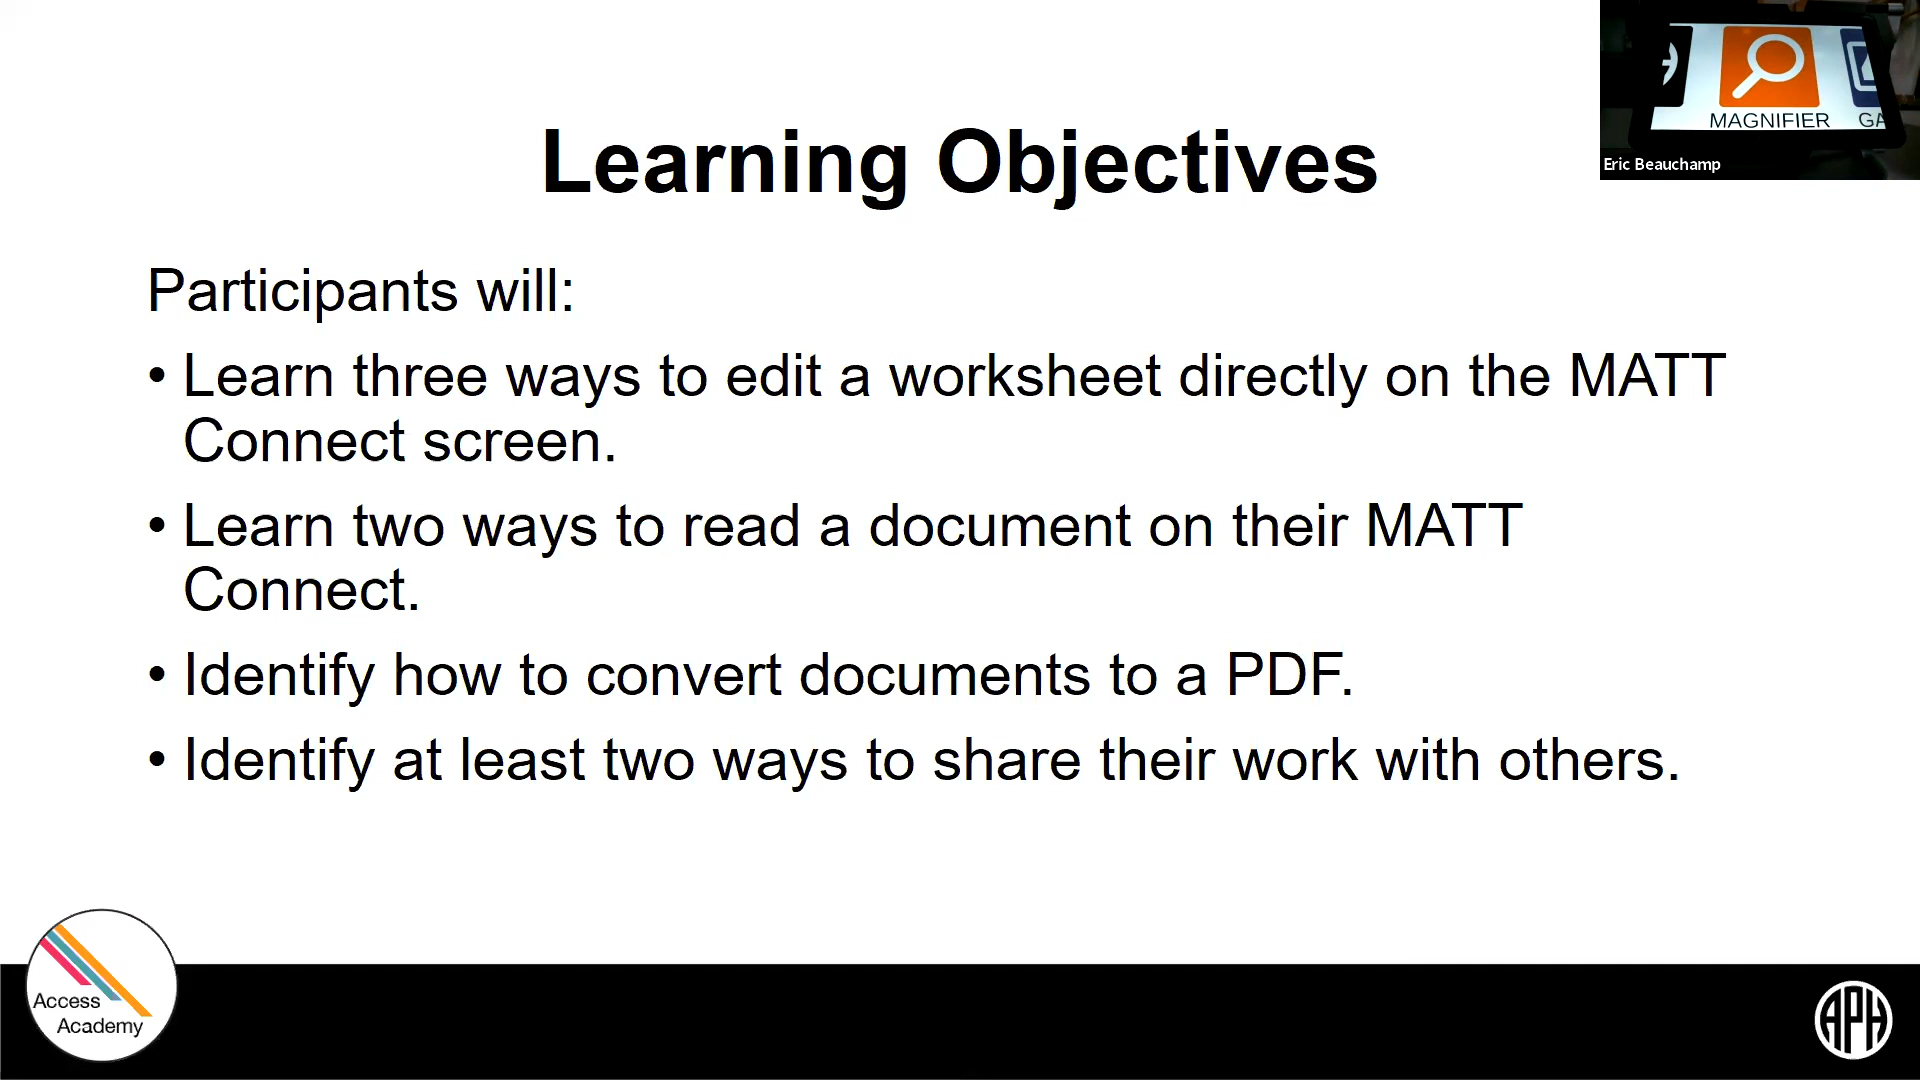 MAGNIFIER GA
Eric Beauchamp
Learning Objectives
Participants will:
• Learn three ways to edit a worksheet directly on the MATT
Connect screen.
• Learn two ways to read a document on their MATT
Connect.
• Identify how to convert documents to a PDF.
• Identify at least two ways to share their work with others.
Access
Academy
APH